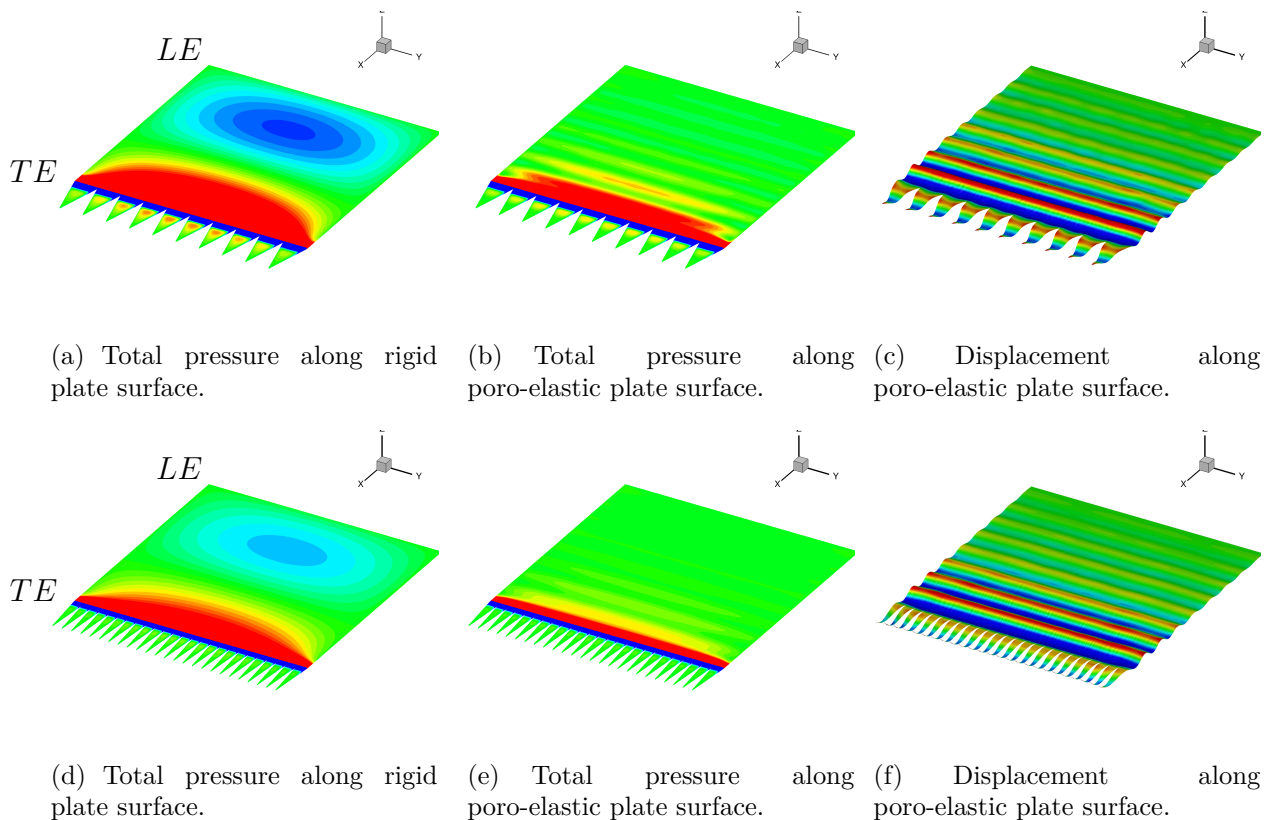 LE
TE
X
Y
X
Y
X
Y
(a) Total pressure along rigid
plate surface.
(b) Total pressure along
poro-elastic plate surface.
(c) Displacement along
poro-elastic plate surface.
LE
TE
X
Y
X
Y
X
Y
(d) Total pressure along rigid
plate surface.
(e) Total pressure along
poro-elastic plate surface.
(f) Displacement along
poro-elastic plate surface.